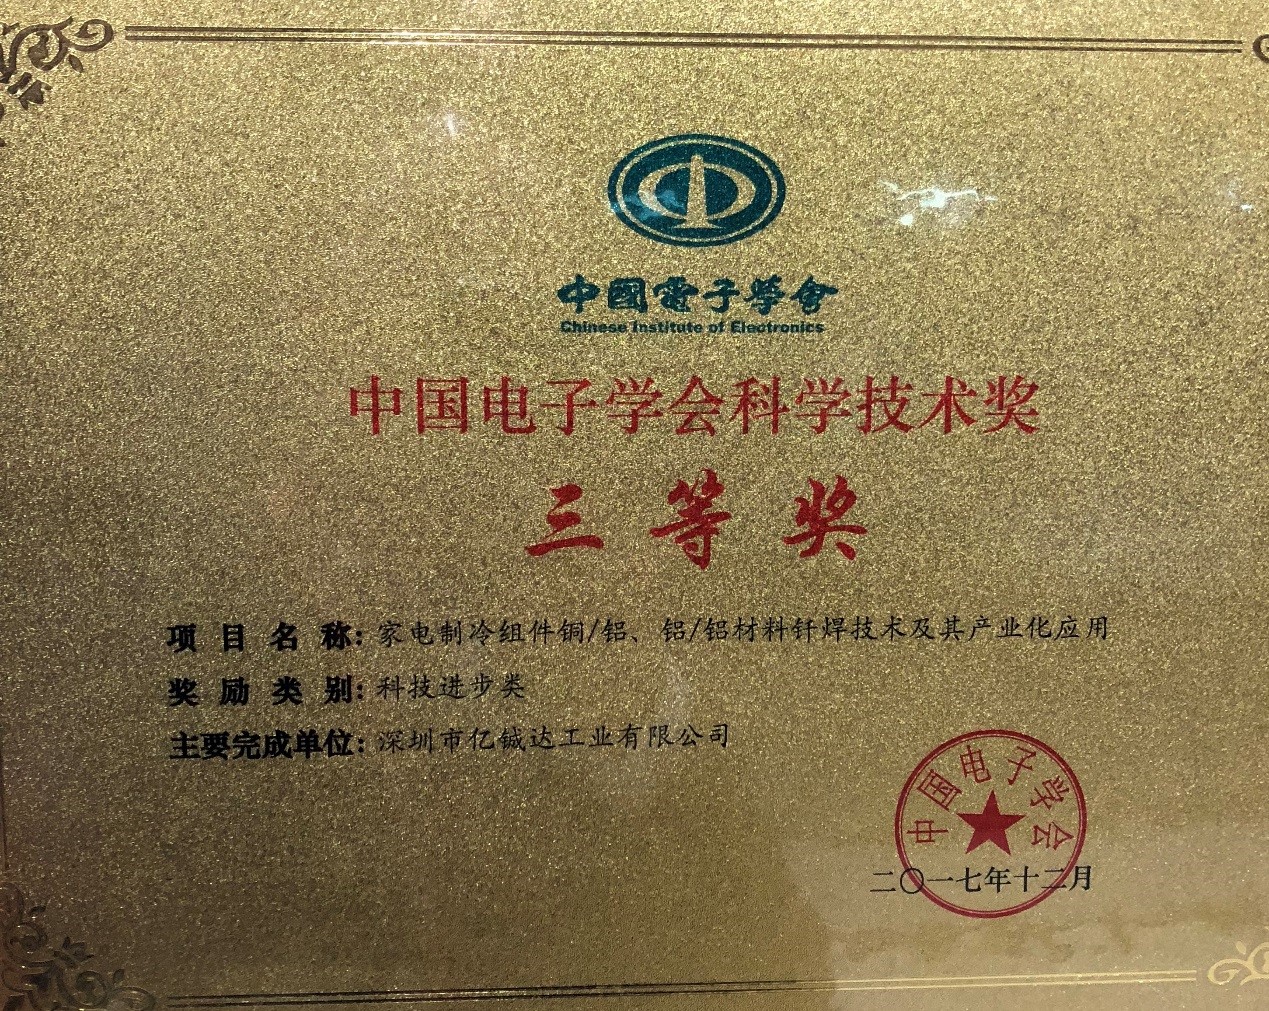 中國電子學會
Chinese Institute of Electronics
中国电子学会科学技术奖
三等奖
项目名称: 家电制冷组件铜/铝、铝/铝材料钎焊技术及其产业化应用
奖励类别: 科技进步类
主要完成单位: 深圳市亿铖达工业有限公司
中国电子学会
二〇一七年十二月